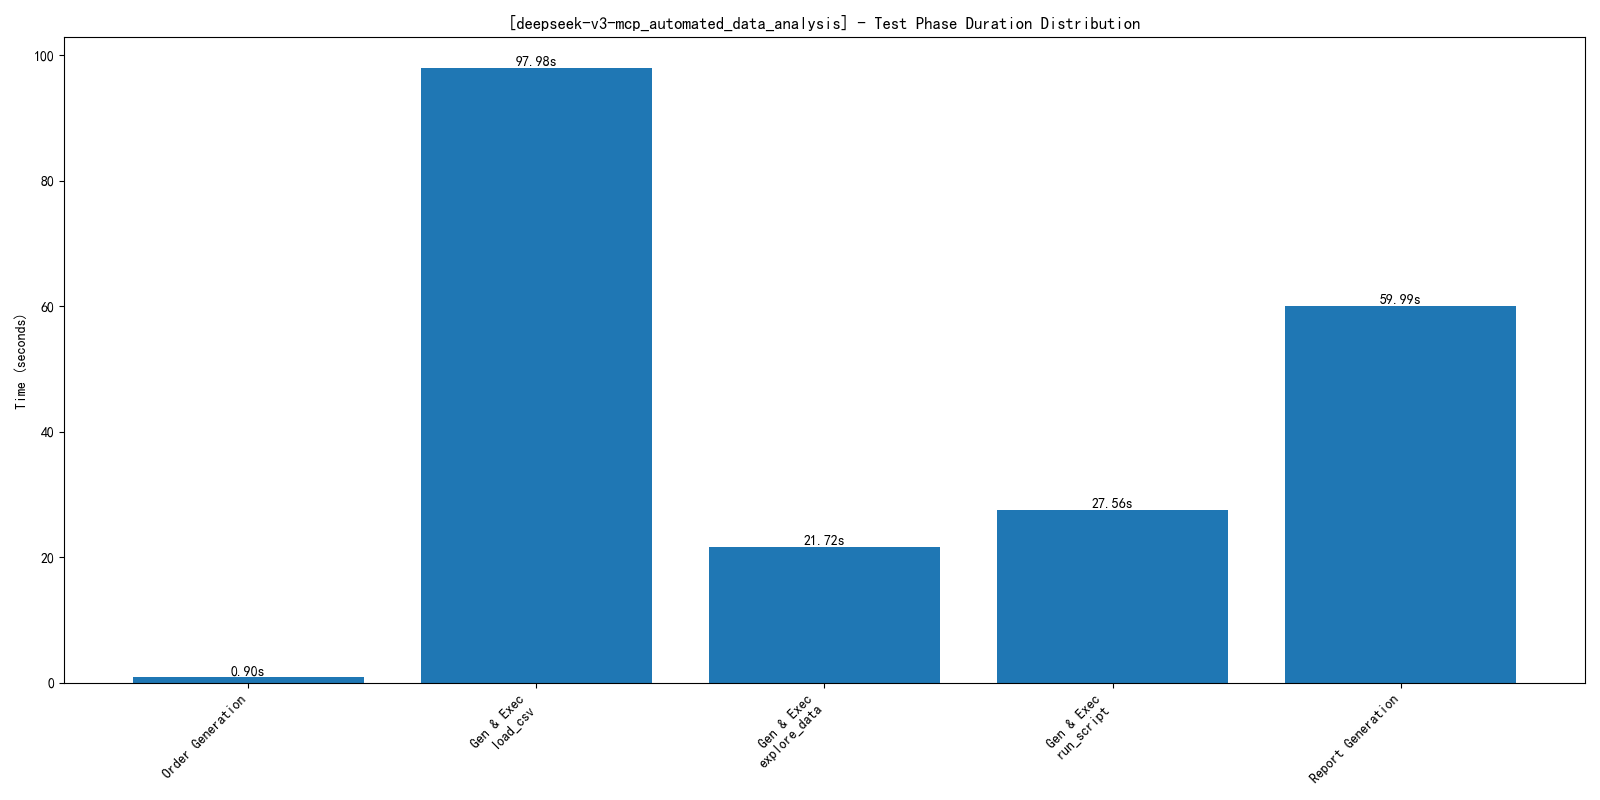 [deepseek-v3-mcp_automated_data_analysis] - Test Phase Duration Distribution
Time (seconds)
100
80
60
40
20
0
0.90s
97.98s
21.72s
27.56s
59.99s
Order Generation
Gen & Exec
load_csv
Gen & Exec
explore_data
Gen & Exec
run_script
Report Generation